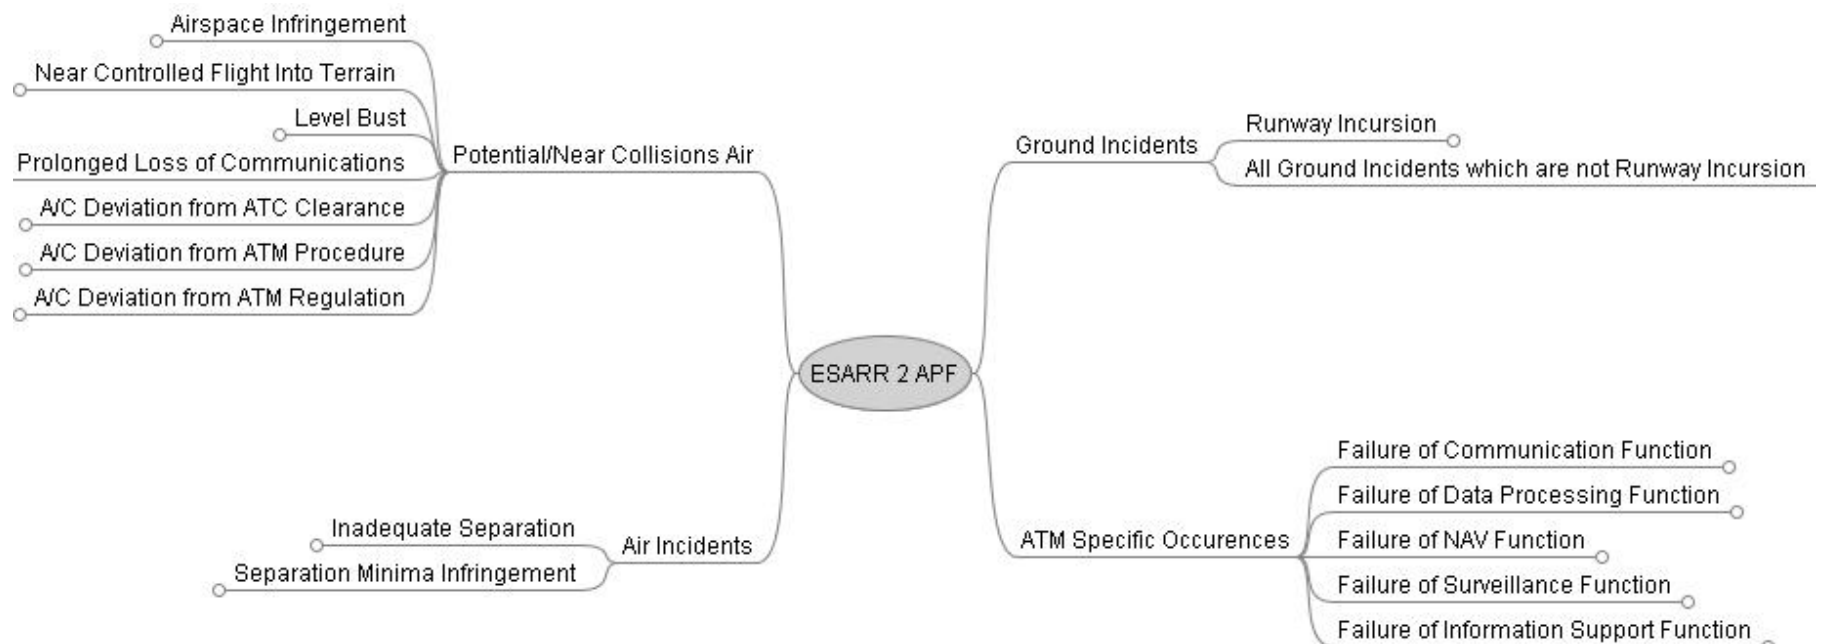 Airspace Infringement
Near Controlled Flight Into Terrain
Level Bust
Prolonged Loss of Communications
A/C Deviation from ATC Clearance
A/C Deviation from ATM Procedure
A/C Deviation from ATM Regulation
Potential/Near Collisions Air
Ground Incidents
Runway Incursion
All Ground Incidents which are not Runway Incursion
ESARR 2 APF
Inadequate Separation
Separation Minima Infringement
Air Incidents
ATM Specific Occurences
Failure of Communication Function
Failure of Data Processing Function
Failure of NAV Function
Failure of Surveillance Function
Failure of Information Support Function